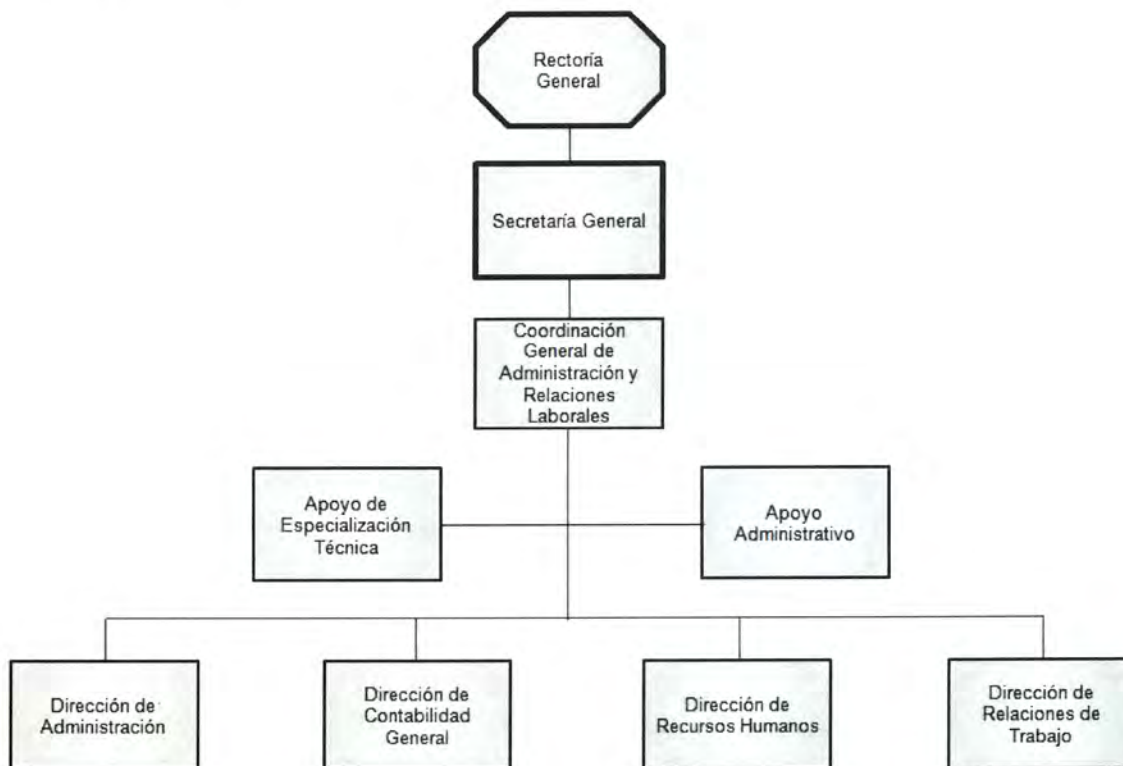 Rectoría
General
Secretaría General
Coordinación
General de
Administración y
Relaciones
Laborales
Apoyo de
Especialización
Técnica
Apoyo
Administrativo
Dirección de
Administración
Dirección de
Contabilidad
General
Dirección de
Recursos Humanos
Dirección de
Relaciones de
Trabajo